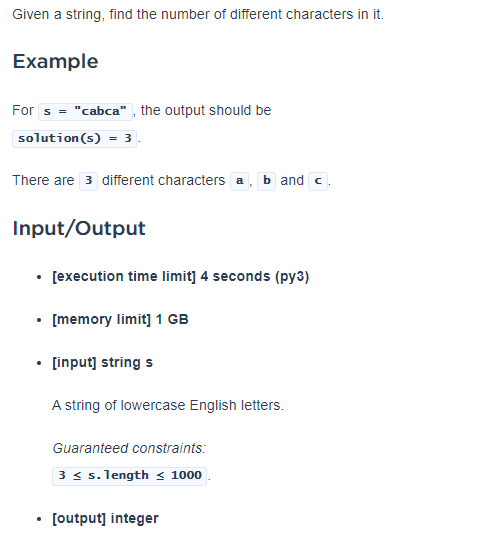 Given a string, find the number of different characters in it.
Example
For s = "cabca" , the output should be
solution(s) = 3 .
There are 3 different characters a , b and c .
Input/Output
• [execution time limit] 4 seconds (py3)
• [memory limit] 1 GB
• [input] string s
A string of lowercase English letters.
Guaranteed constraints:
3 ≤ s.length ≤ 1000 .
• [output] integer